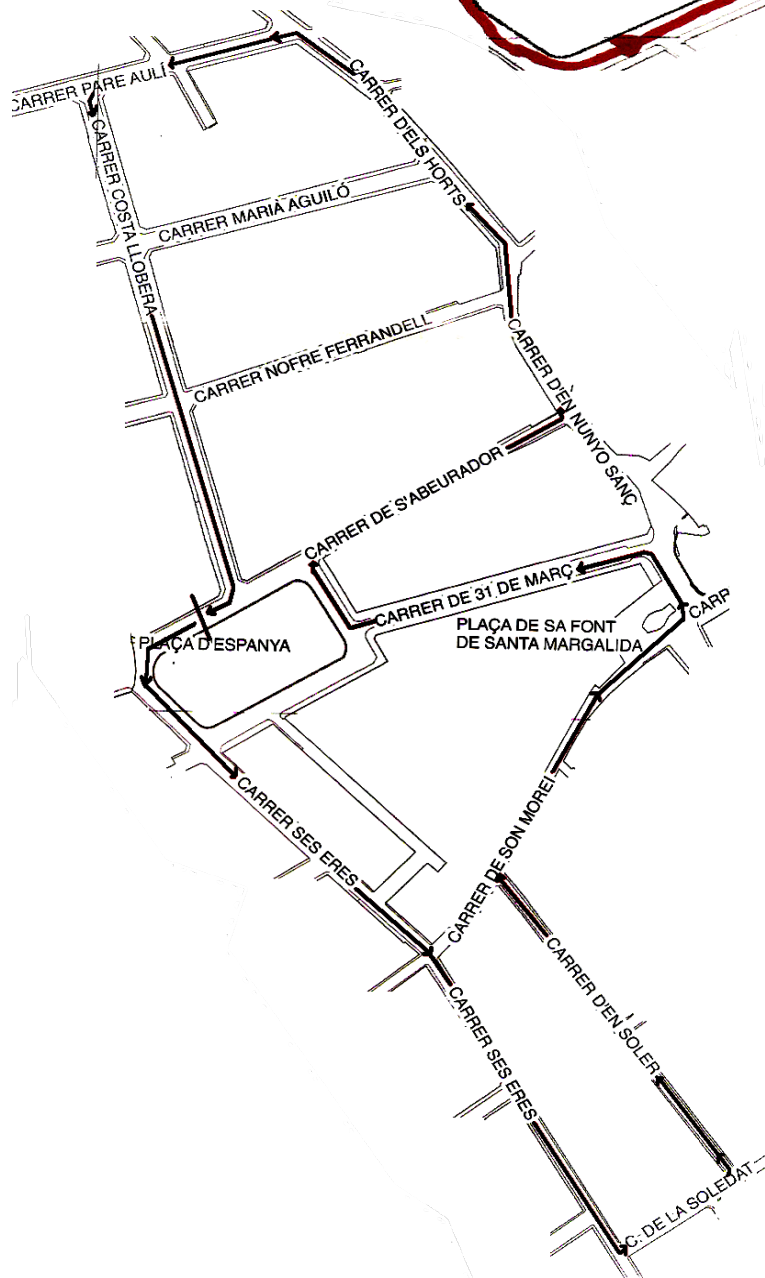 CARRER PARE AULÍ
CARRER D'ELS HORTS
CARRER COSTA LLOBERA
CARRER MARIÀ AGUILÓ
CARRER NOFRE FERRANDELL
CARRER D'EN NUNYO SANÇ
CARRER DE S'ABEURADOR
CARRER DE 31 DE MARÇ
CARR
PLAÇA DE SA FONT
DE SANTA MARGALIDA
PLAÇA D'ESPANYA
CARRER SES ERES
CARRER DE SON MOREI
CARRER D'EN SOLER
CARRER SES ERES
C. DE LA SOLEDAT